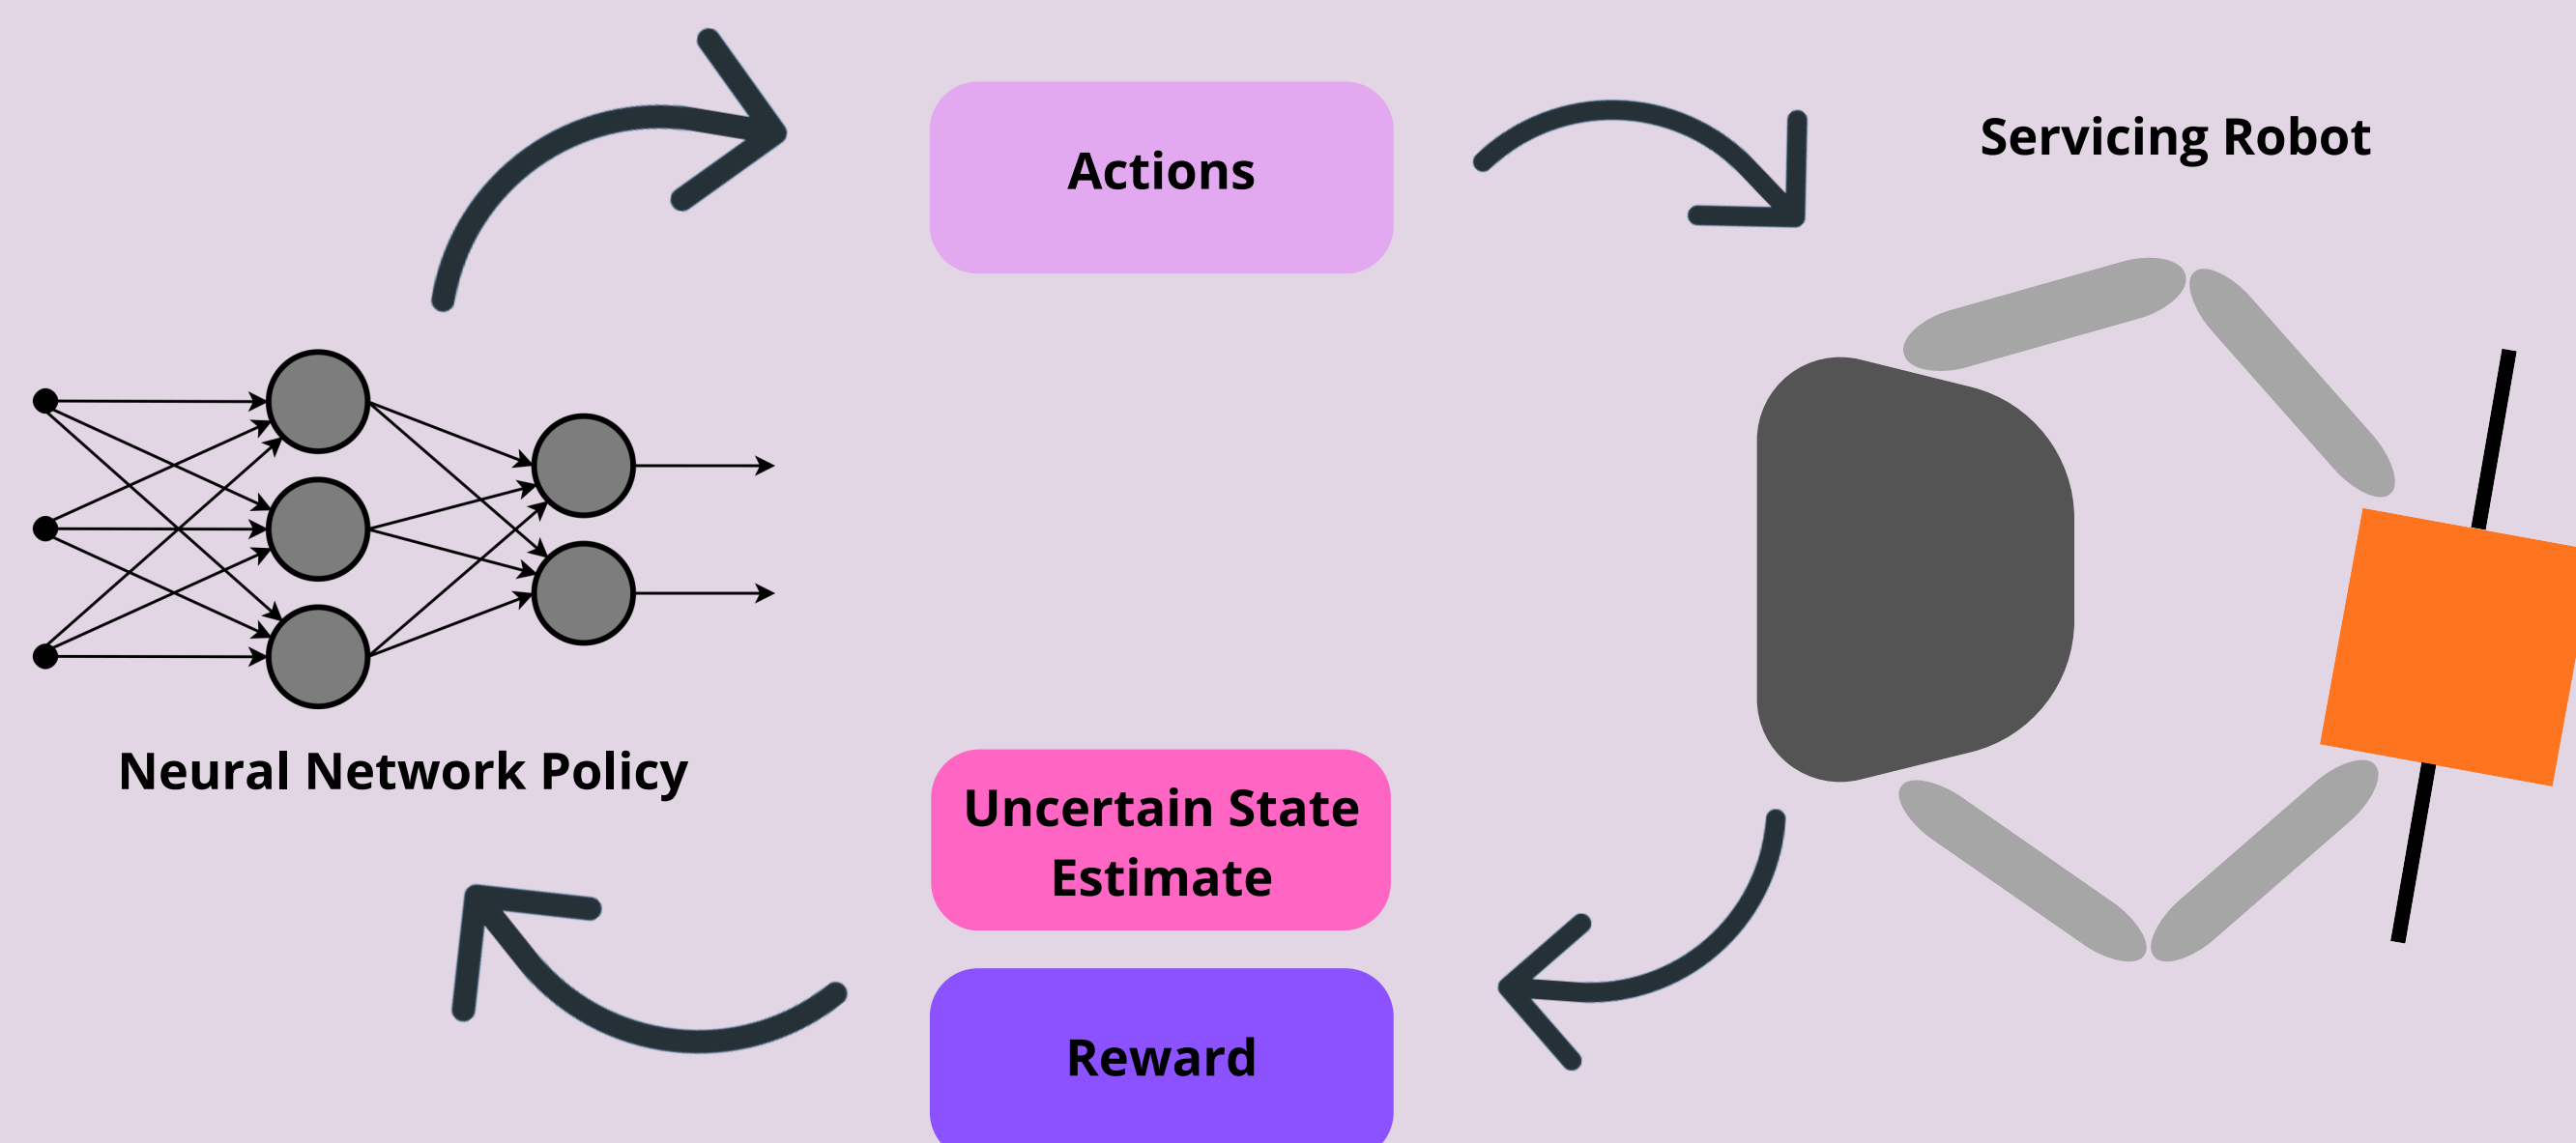 Actions
Servicing Robot
Neural Network Policy
Uncertain State
Estimate
Reward